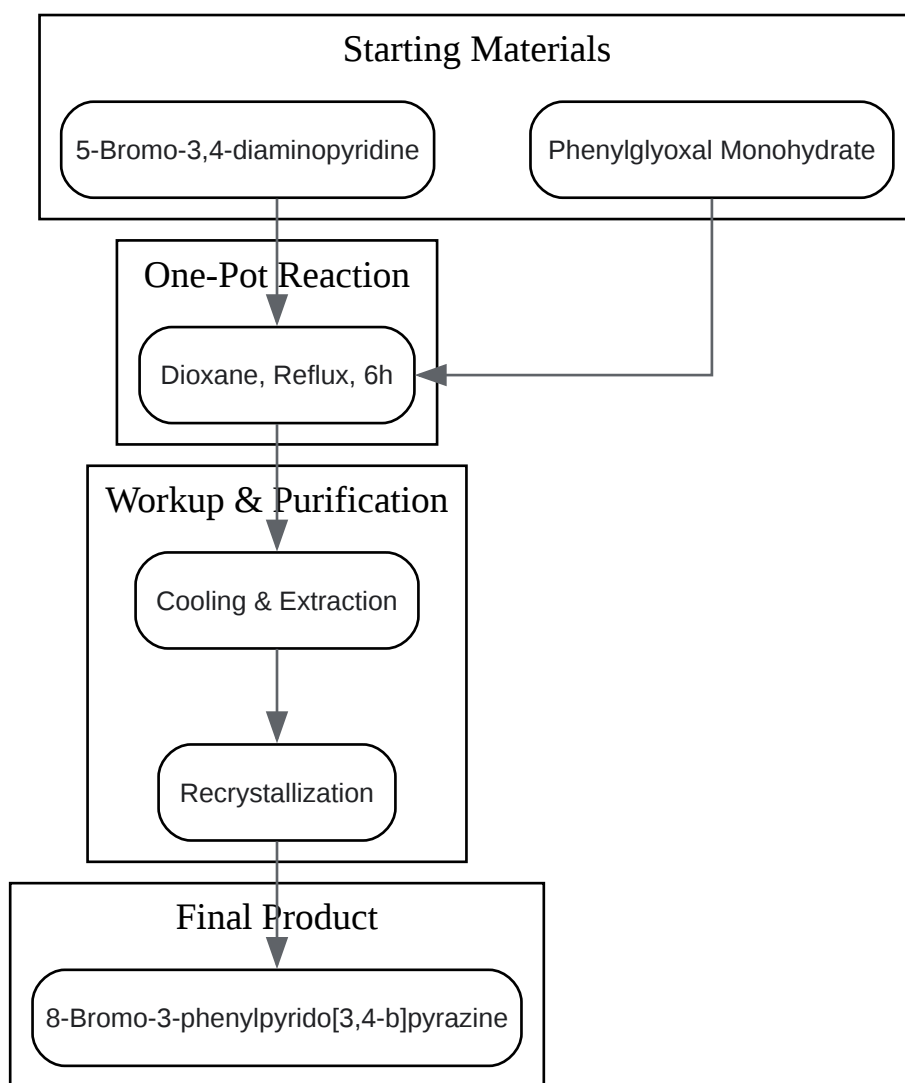 Starting Materials
5-Bromo-3,4-diaminopyridine
Phenylglyoxal Monohydrate
One-Pot Reaction
Dioxane, Reflux, 6h
Workup & Purification
Cooling & Extraction
Recrystallization
Final Product
8-Bromo-3-phenylpyrido[3,4-b]pyrazine